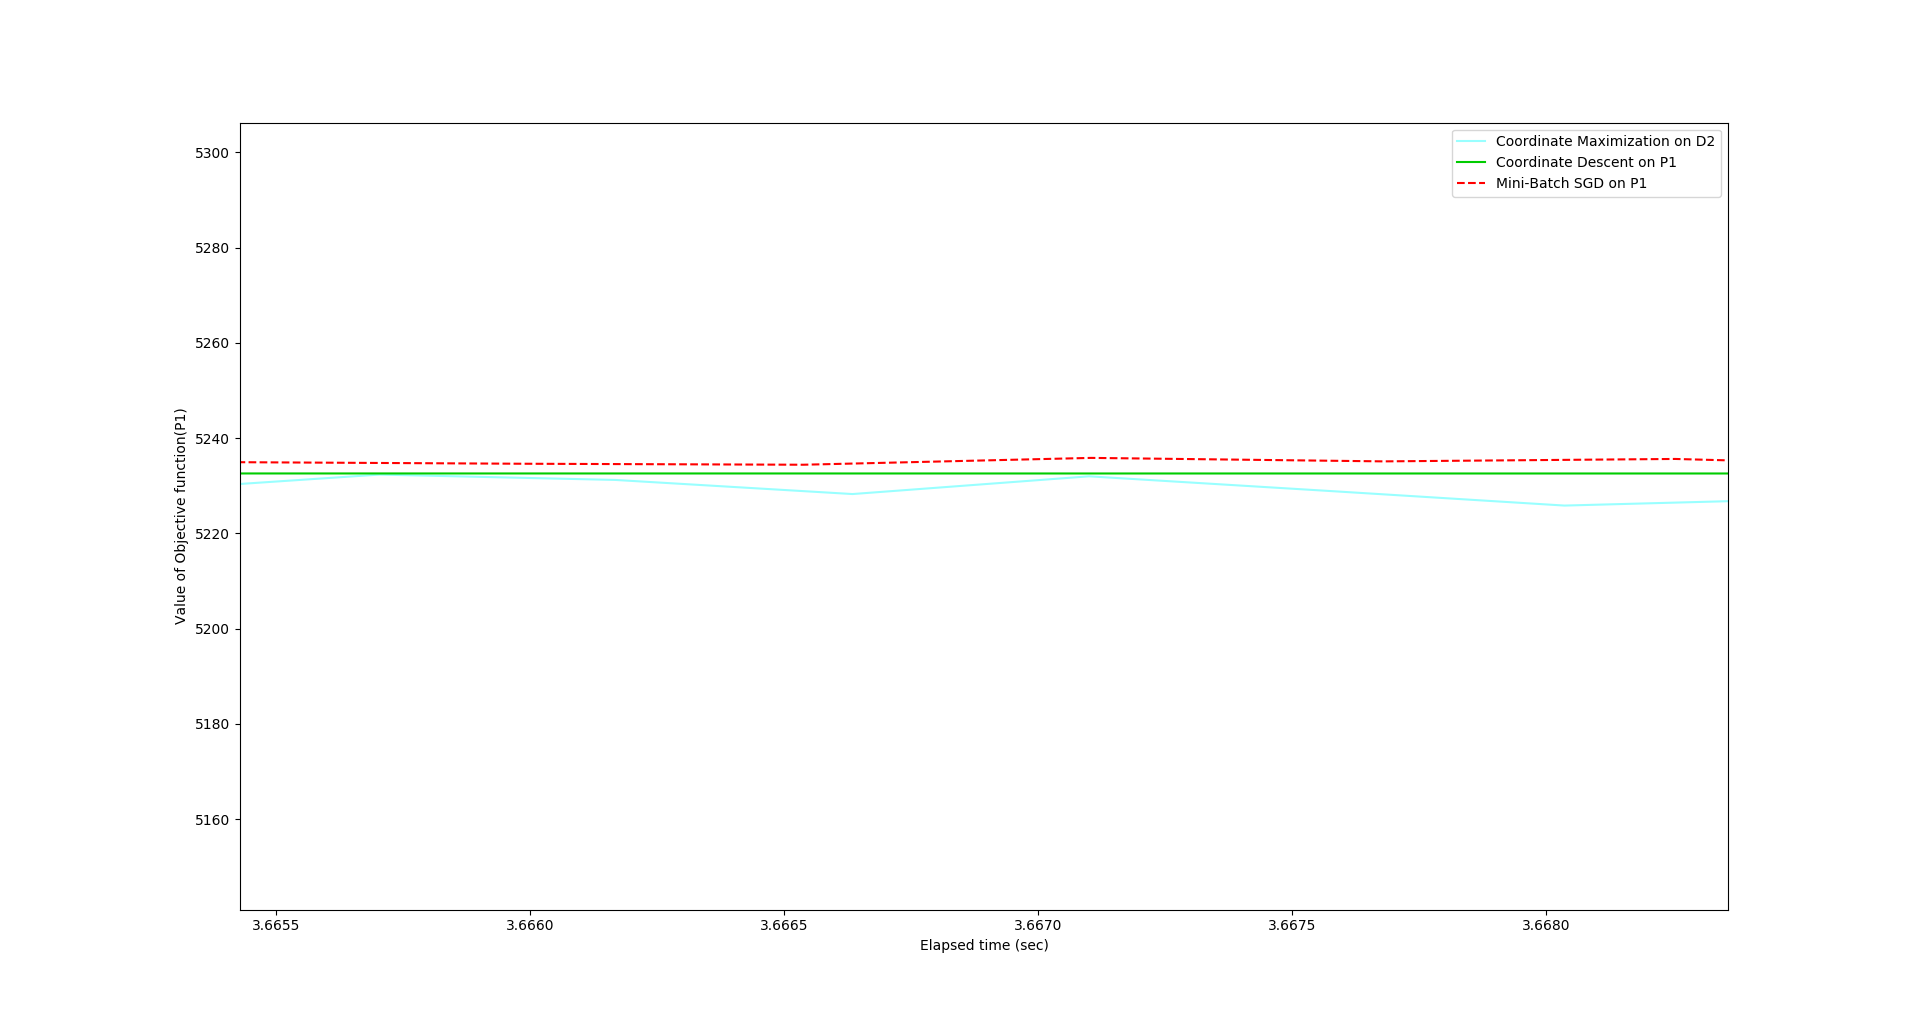 Coordinate Maximization on D2
Coordinate Descent on P1
Mini-Batch SGD on P1
Value of Objective function(P1)
5300
5280
5260
5240
5220
5200
5180
5160
3.6655
3.6660
3.6665
3.6670
3.6675
3.6680
Elapsed time (sec)